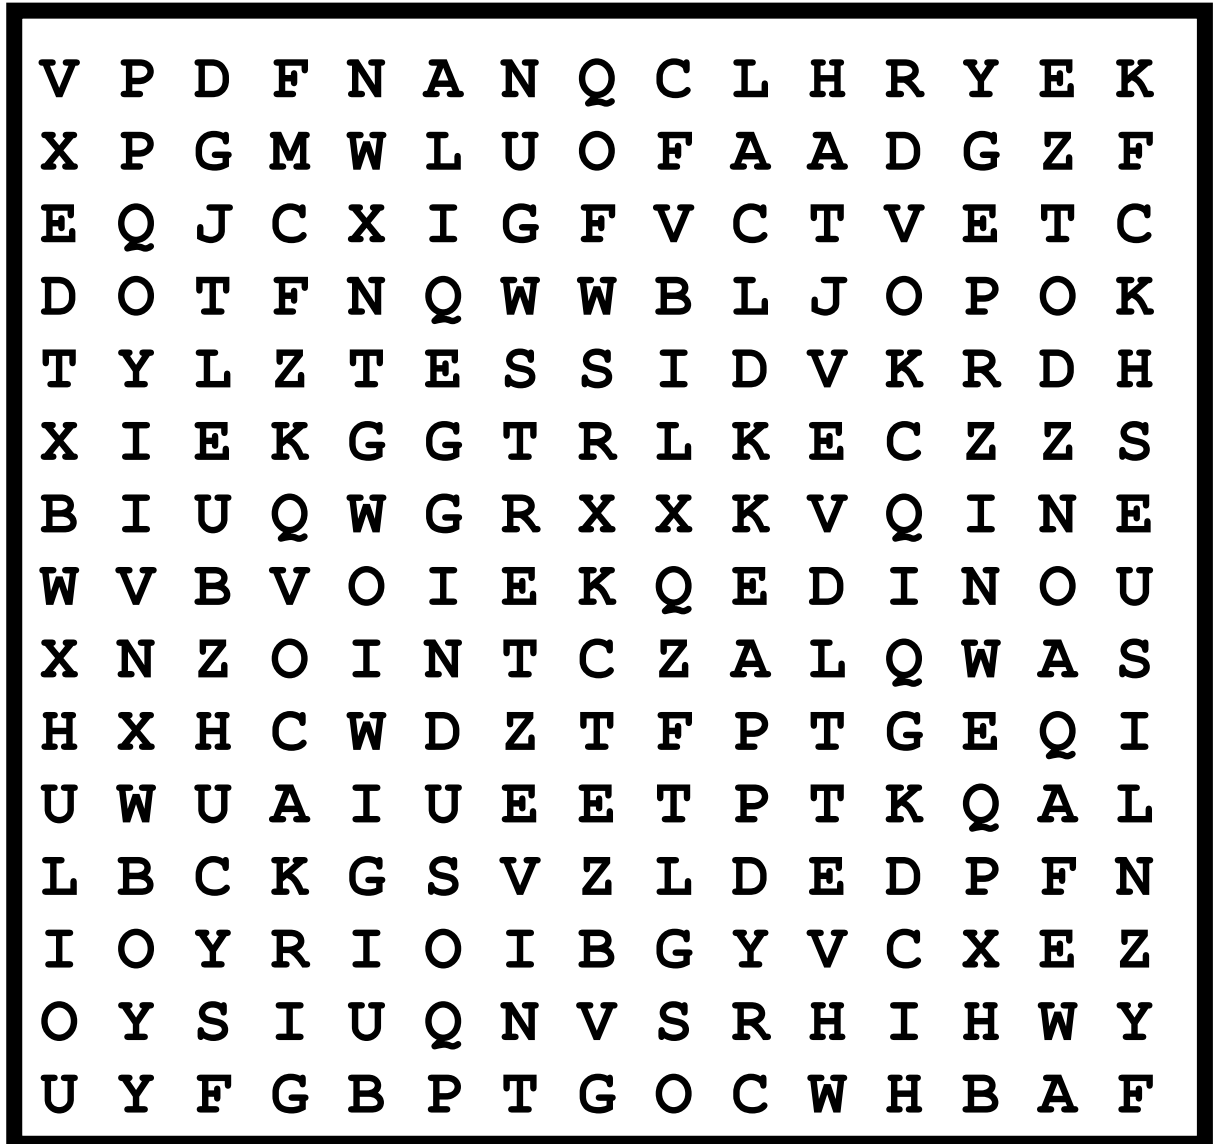 V P D F N A N Q C L H R Y E K
X P G M W L U O F A A D G Z F
E Q J C X I G F V C T V E T C
D O T F N Q W W B L J O P O K
T Y L Z T E S S I D V K R D H
X I E K G G T R L K E C Z Z S
B I U Q W G R X X K V Q I N E
W V B V O I E K Q E D I N O U
X N Z O I N T C Z A L Q W A S
H X H C W D Z T F P T G E Q I
U W U A I U E E T P T K Q A L
L B C K G S V Z L D E D P F N
I O Y R I O I B G Y V C X E Z
O Y S I U Q N V S R H I H W Y
U Y F G B P T G O C W H B A F